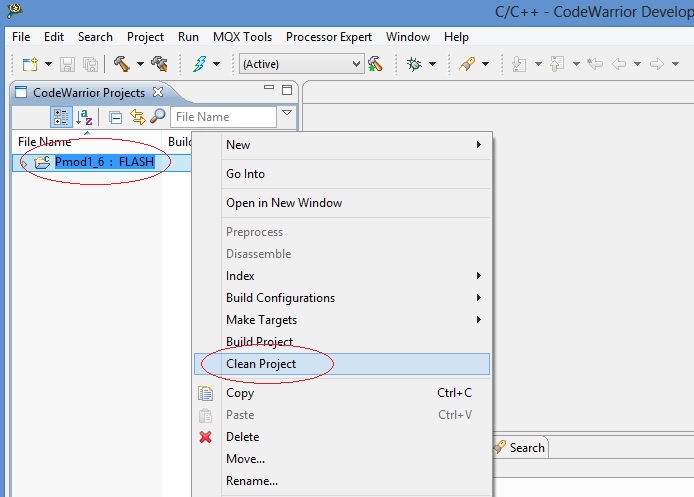 C/C++ - CodeWarrior Develop
File Edit Search Project Run MQX Tools Processor Expert Window Help
(Active)
CodeWarrior Projects
File Name
File Name Build
Pmod1_6 : FLASH
New
Go Into
Open in New Window
Preprocess
Disassemble
Index
Build Configurations
Make Targets
Build Project
Clean Project
Copy Ctrl+C
Paste Ctrl+V
Delete
Move...
Rename...
Search